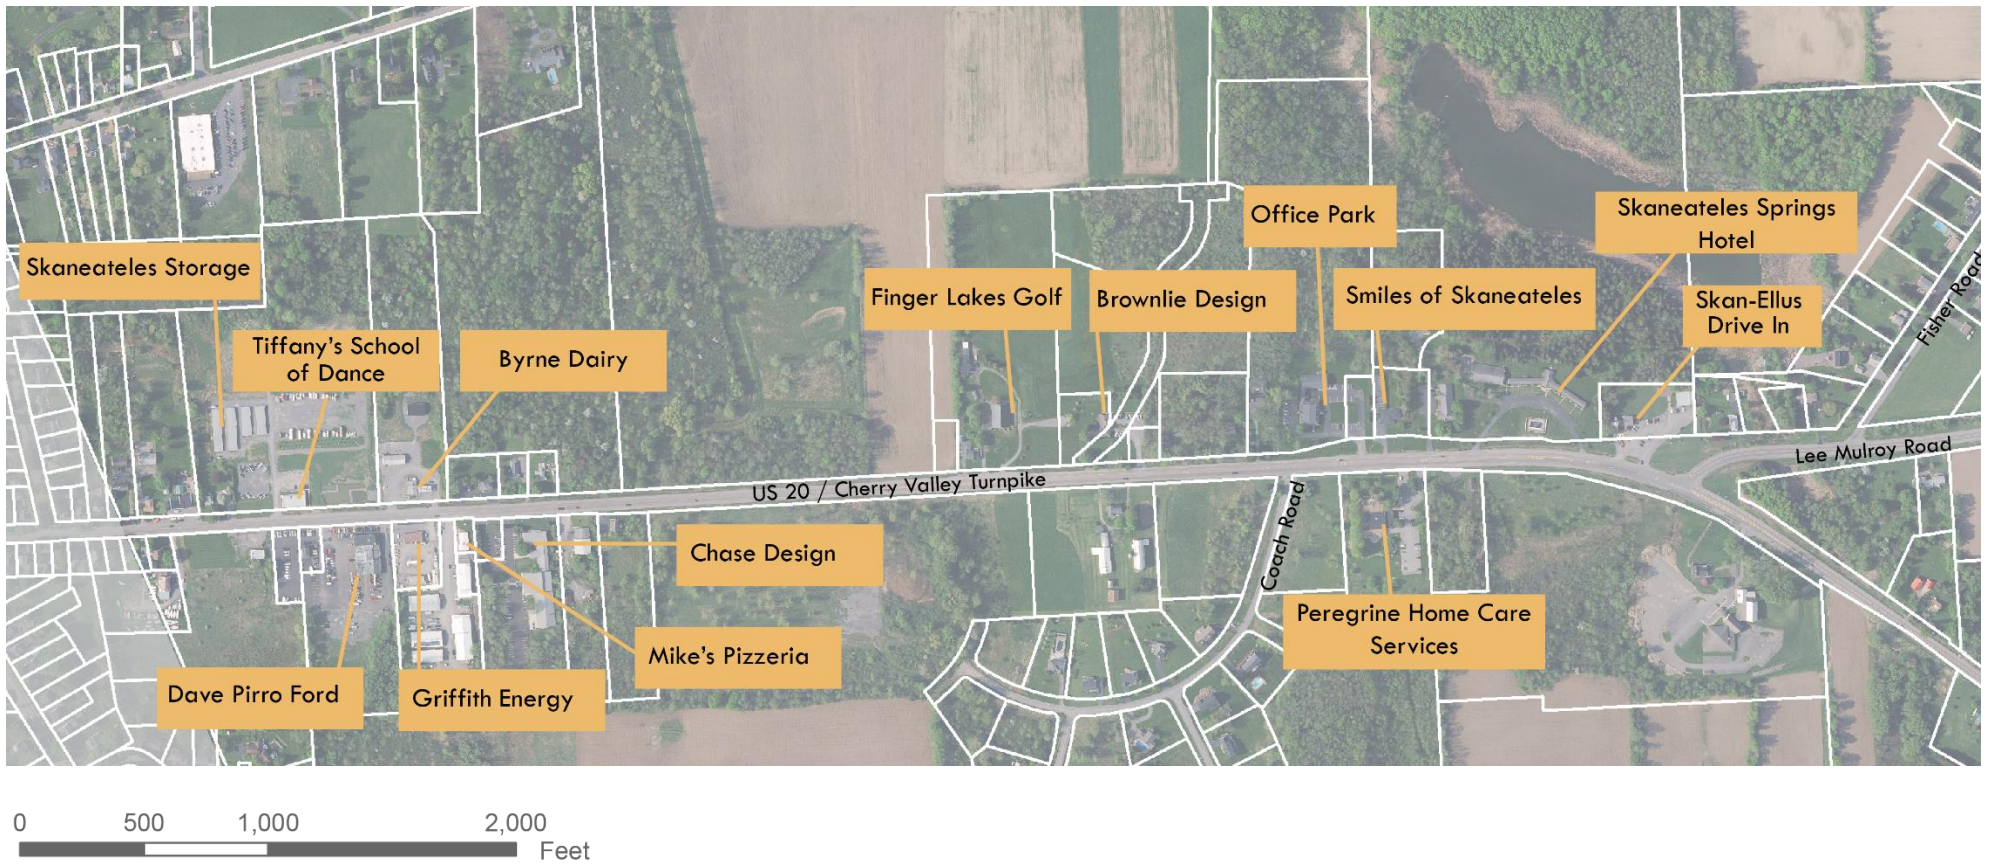 Office Park
Skaneateles Springs
Hotel
Skaneateles Storage
Finger Lakes Golf
Brownlie Design
Smiles of Skaneateles
Skan-Ellus
Drive In
Fisher Road
Tiffany's School
of Dance
Byrne Dairy
Lee Mulroy Road
US 20 / Cherry Valley Turnpike
Coach Road
Chase Design
Mike's Pizzeria
Peregrine Home Care
Services
Dave Pirro Ford
Griffith Energy
0 500 1,000 2,000
Feet